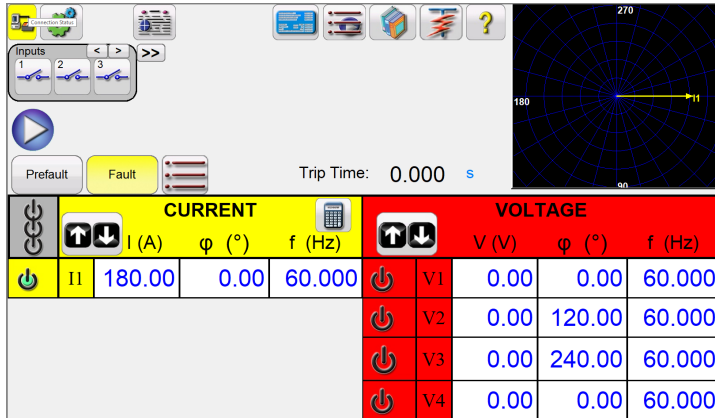 Connection Status
?
270
Inputs < > >>
1 2 3
I1
180
Prefault Fault Trip Time: 0.000 s
90
CURRENT VOLTAGE
I (A) φ (°) f (Hz) V (V) φ (°) f (Hz)
I1 180.00 0.00 60.000 V1 0.00 0.00 60.000
V2 0.00 120.00 60.000
V3 0.00 240.00 60.000
V4 0.00 0.00 60.000